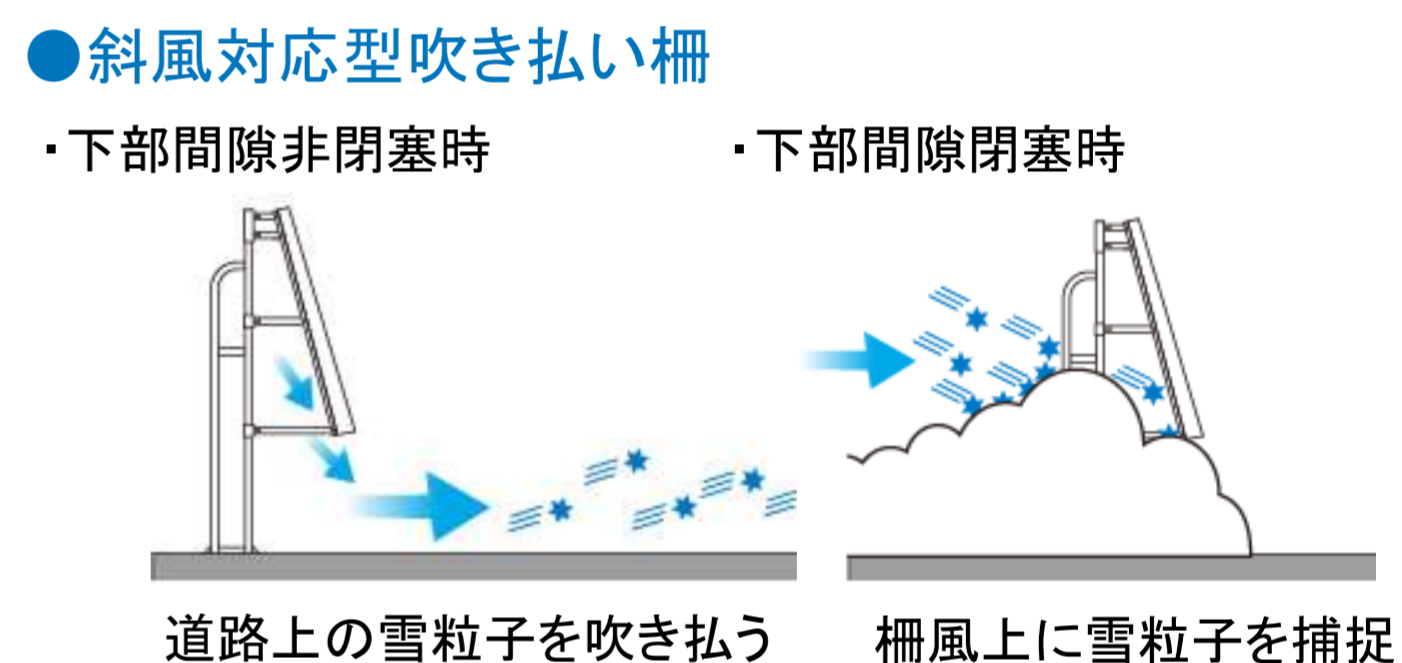 ●斜風対応型吹き払い柵
・下部間隙非閉塞時
・下部間隙閉塞時
道路上の雪粒子を吹き払う
柵風上に雪粒子を捕捉